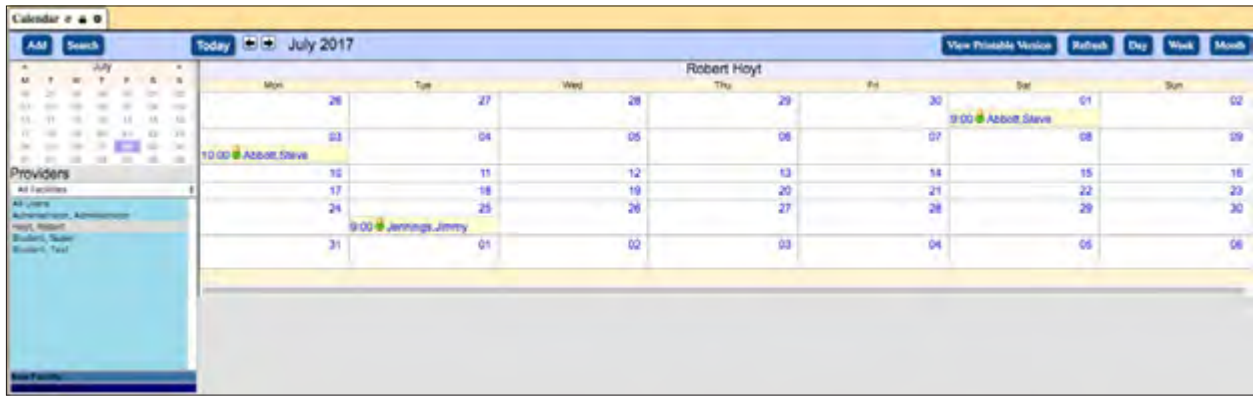 Calendar
Add Search Today July 2017 View Printable Version Refresh Day Week Month
July
M T W T F S S
Robert Hoyt
Mon Tue Wed Thu Fri Sat Sun
26 27 28 29 30 01 02
9:00 Abbott,Steve
03 04 05 06 07 08 09
10:00 Abbott,Steve
10 11 12 13 14 15 16
17 18 19 20 21 22 23
24 25 26 27 28 29 30
9:00 Jennings,Jimmy
31 01 02 03 04 05 06
Providers
All Facilities
All Users
Administrator, Administrator
Hoyt, Robert
Student, Super
Student, Test